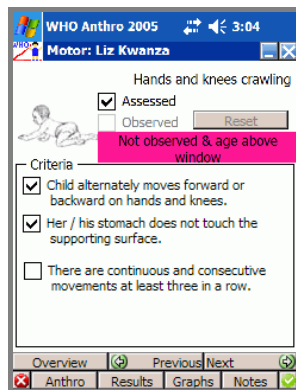 WHO Anthro 2005 3:04
WHO Motor: Liz Kwanza
Hands and knees crawling
Assessed
Observed Reset
Not observed & age above
window
Criteria
Child alternately moves forward or
backward on hands and knees.
Her / his stomach does not touch the
supporting surface.
There are continuous and consecutive
movements at least three in a row.
Overview Previous Next
Anthro Results Graphs Notes